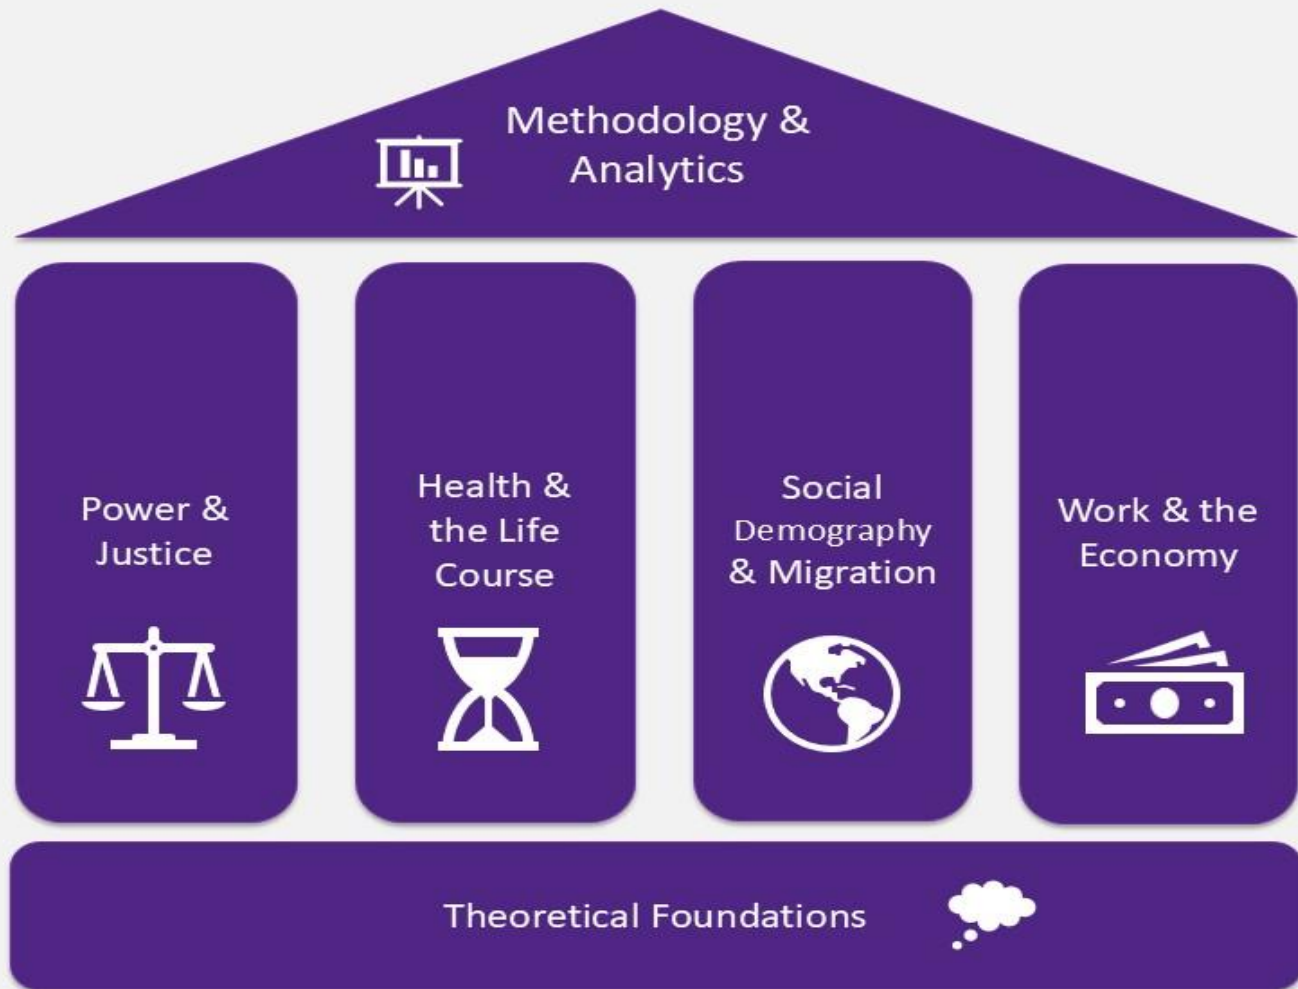 Methodology &
Analytics
Power &
Justice
Health &
the Life
Course
Social
Demography
& Migration
Work & the
Economy
Theoretical Foundations